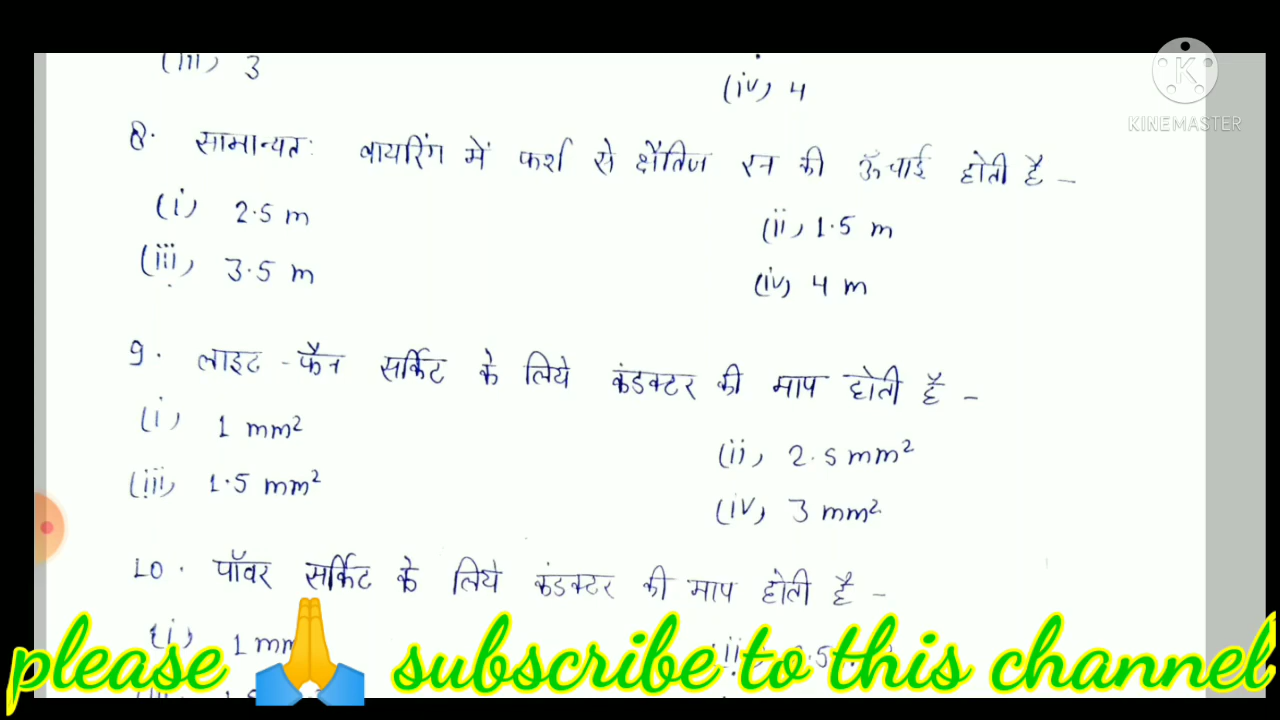 (iii) 3
(iv) 4
KINEMASTER
8. सामान्यतः वायरिंग में फर्श से क्षैतिज रन की ऊँचाई होती है -
(i) 2.5 m
(ii) 1.5 m
(iii) 3.5 m
(iv) 4 m
9. लाइट - फैन सर्किट के लिये कंडक्टर की माप होती है -
(i) 1 mm²
(ii) 2.5 mm²
(iii) 1.5 mm²
(iv) 3 mm²
10. पॉवर सर्किट के लिये कंडक्टर की माप होती है -
(i) 1 mm
please 🙏 subscribe to this channel